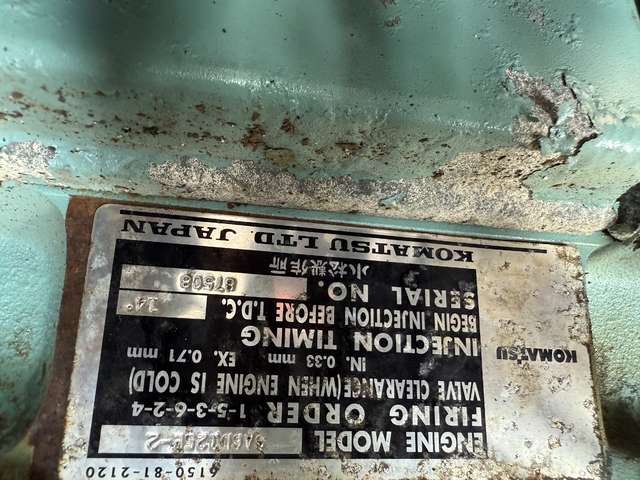 6150-81-2120
ENGINE MODEL SA6D125E-2
FIRING ORDER 1-5-3-6-2-4
VALVE CLEARANCE(WHEN ENGINE IS COLD)
IN. 0.33 mm EX. 0.71 mm
INJECTION TIMING
BEGIN INJECTION BEFORE T.D.C. 14°
SERIAL NO. 87508
小松製作所
KOMATSU LTD. JAPAN
KOMATSU